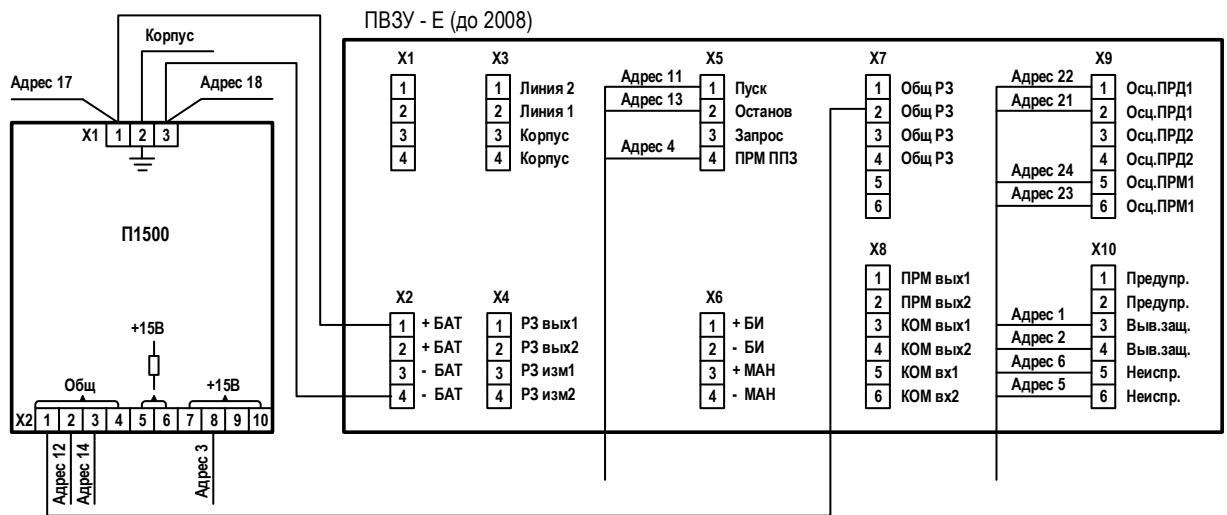 ПВЗУ - Е (до 2008)
Корпус
Адрес 17
Адрес 18
X1 1 2 3
П1500
+15В
Общ
+15В
X2 1 2 3 4 5 6 7 8 9 10
Адрес 12
Адрес 14
Адрес 3
X1
1
2
3
4
X3
1 Линия 2
2 Линия 1
3 Корпус
4 Корпус
X5
Адрес 11 1 Пуск
Адрес 13 2 Останов
3 Запрос
Адрес 4 4 ПРМ ППЗ
X7
1 Общ РЗ
2 Общ РЗ
3 Общ РЗ
4 Общ РЗ
5
6
X9
Адрес 22 1 Осц.ПРД1
Адрес 21 2 Осц.ПРД1
3 Осц.ПРД2
4 Осц.ПРД2
Адрес 24 5 Осц.ПРМ1
Адрес 23 6 Осц.ПРМ1
X2
1 + БАТ
2 + БАТ
3 - БАТ
4 - БАТ
X4
1 РЗ вых1
2 РЗ вых2
3 РЗ изм1
4 РЗ изм2
X6
1 + БИ
2 - БИ
3 + МАН
4 - МАН
X8
1 ПРМ вых1
2 ПРМ вых2
3 КОМ вых1
4 КОМ вых2
5 КОМ вх1
6 КОМ вх2
X10
1 Предупр.
2 Предупр.
Адрес 1 3 Выв.защ.
Адрес 2 4 Выв.защ.
Адрес 6 5 Неиспр.
Адрес 5 6 Неиспр.